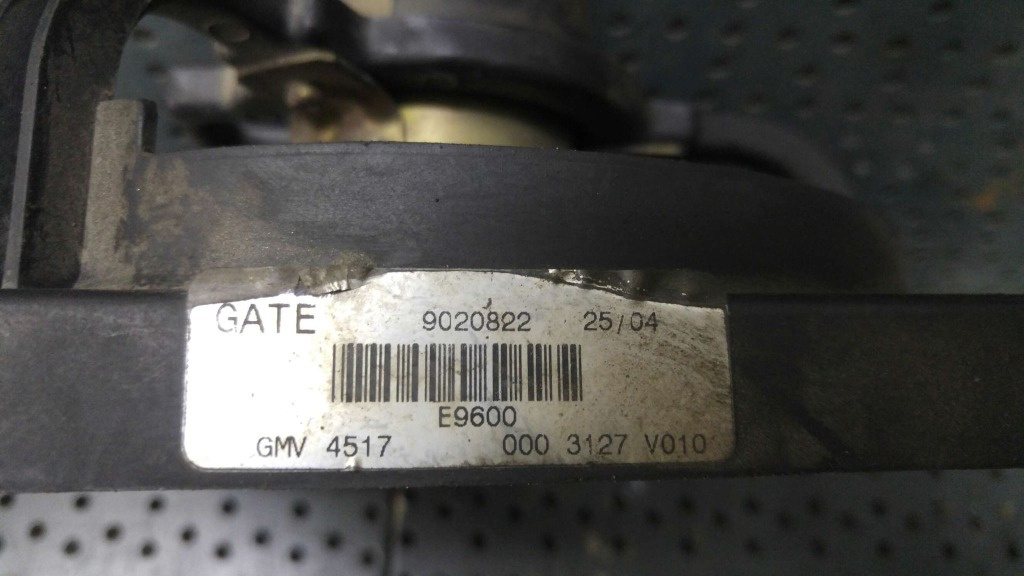 GATE 9020822 25/04
E9600
GMV 4517 000 3127 V010